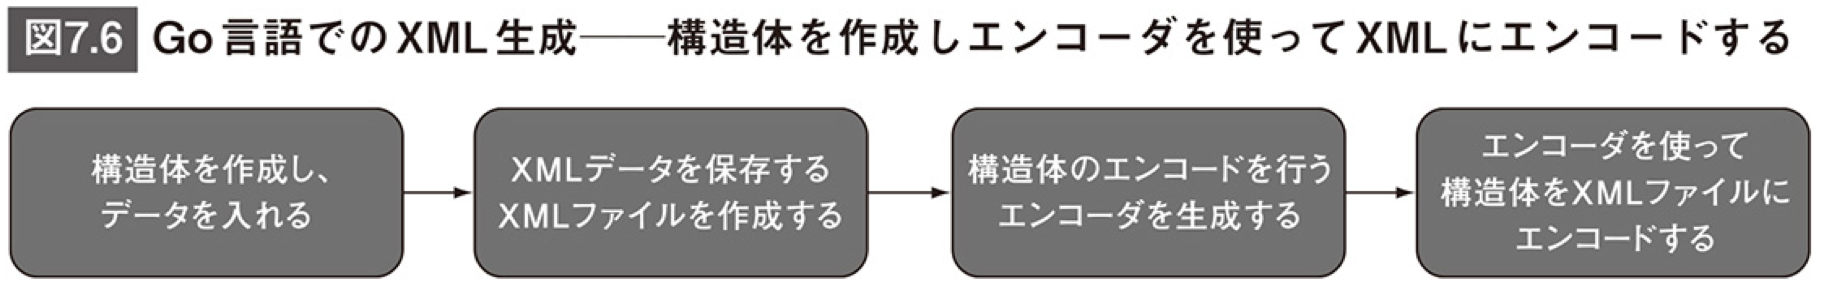 図7.6 Go言語でのXML生成――構造体を作成しエンコーダを使ってXMLにエンコードする
構造体を作成し、
データを入れる
XMLデータを保存する
XMLファイルを作成する
構造体のエンコードを行う
エンコーダを生成する
エンコーダを使って
構造体をXMLファイルに
エンコードする